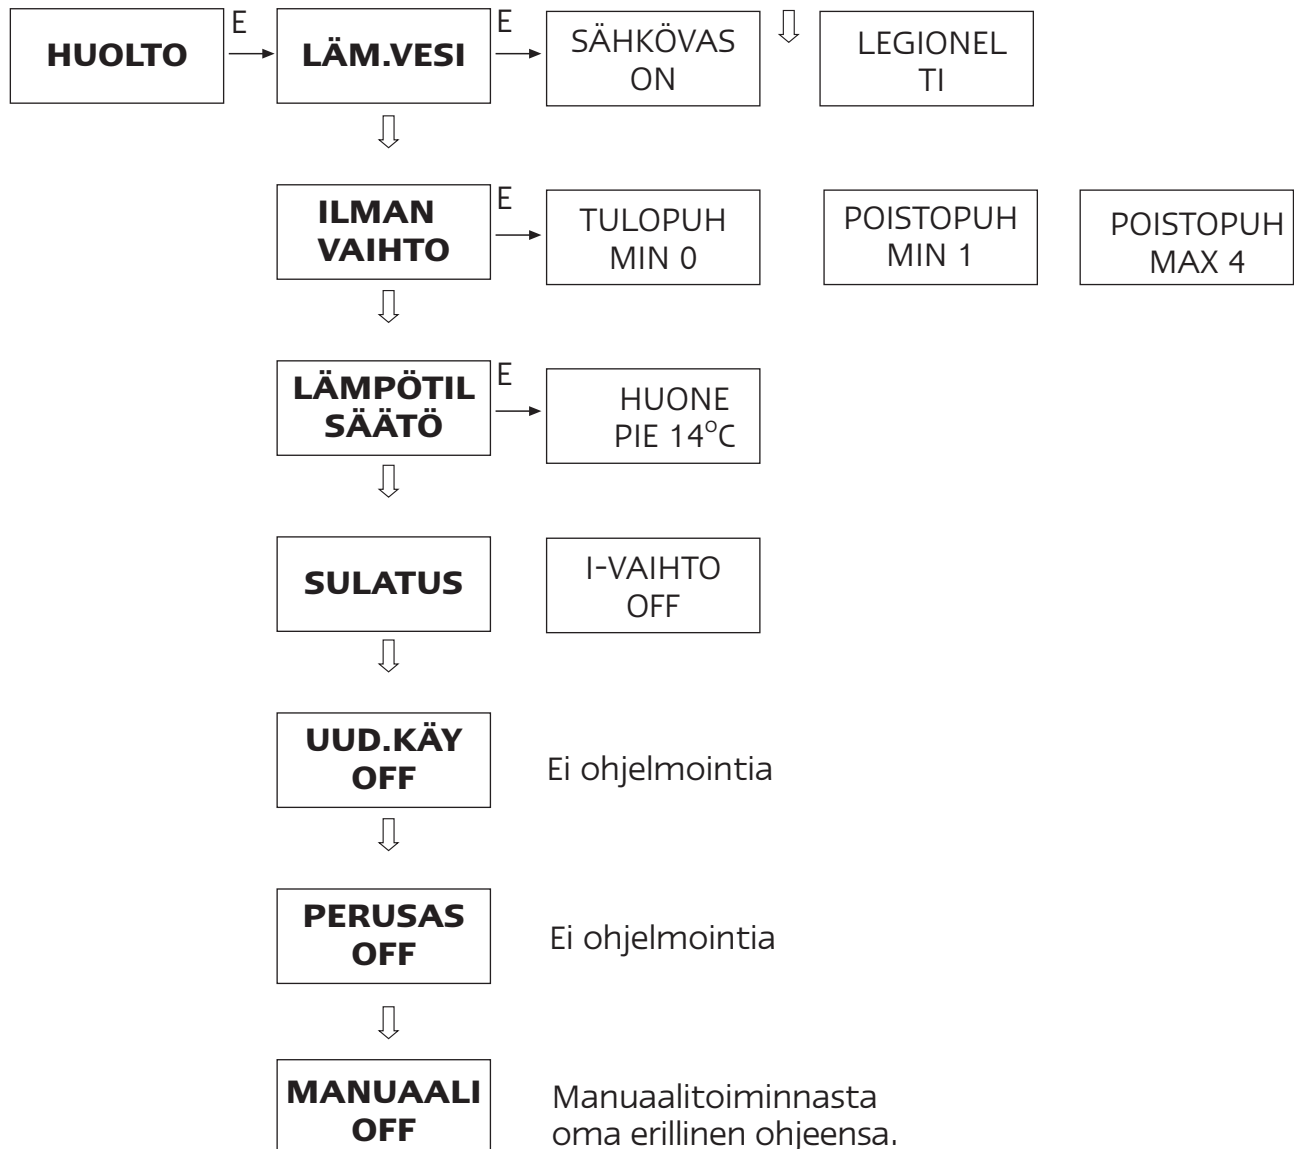 HUOLTO
E
LÄM.VESI
E
SÄHKÖVAS
ON
LEGIONEL
TI
ILMAN
VAIHTO
E
TULOPUH
MIN 0
POISTOPUH
MIN 1
POISTOPUH
MAX 4
LÄMPÖTIL
SÄÄTÖ
E
HUONE
PIE 14°C
SULATUS
I-VAIHTO
OFF
UUD.KÄY
OFF
Ei ohjelmointia
PERUSAS
OFF
Ei ohjelmointia
MANUAALI
OFF
Manuaalitoiminnasta
oma erillinen ohjeensa.